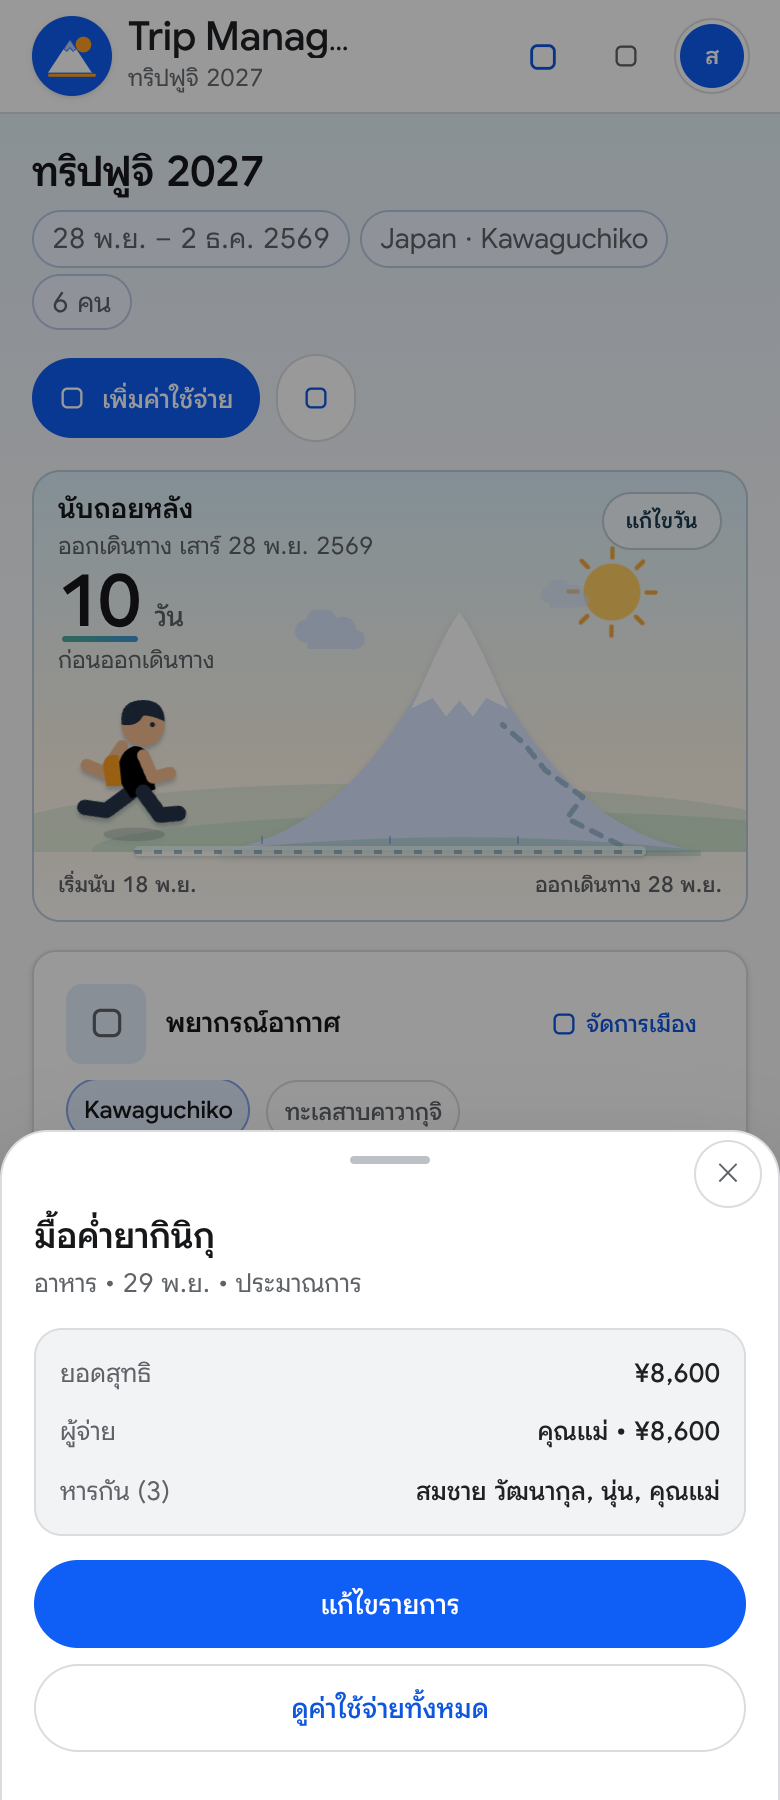 Trip Manag...
ทริปฟูจิ 2027
ส
ทริปฟูจิ 2027
28 พ.ย. – 2 ธ.ค. 2569
Japan · Kawaguchiko
6 คน
เพิ่มค่าใช้จ่าย
นับถอยหลัง
แก้ไขวัน
ออกเดินทาง เสาร์ 28 พ.ย. 2569
10 วัน
ก่อนออกเดินทาง
เริ่มนับ 18 พ.ย.
ออกเดินทาง 28 พ.ย.
พยากรณ์อากาศ
จัดการเมือง
Kawaguchiko
ทะเลสาบคาวากุจิ
มื้อค่ำยากินิกุ
อาหาร • 29 พ.ย. • ประมาณการ
ยอดสุทธิ ¥8,600
ผู้จ่าย คุณแม่ • ¥8,600
หารกัน (3) สมชาย วัฒนากุล, นุ่น, คุณแม่
แก้ไขรายการ
ดูค่าใช้จ่ายทั้งหมด